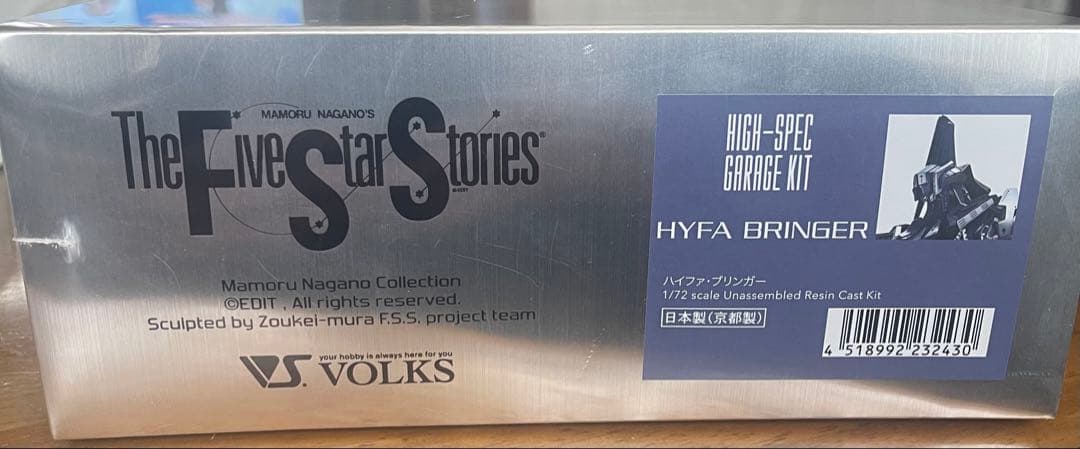 MAMORU NAGANO'S
The Five Star Stories®
©EDIT
Mamoru Nagano Collection
©EDIT , All rights reserved.
Sculpted by Zoukei-mura F.S.S. project team
your hobby is always here for you
VS. VOLKS
HIGH-SPEC
GARAGE KIT
HYFA BRINGER
ハイファ・ブリンガー
1/72 scale Unassembled Resin Cast Kit
日本製(京都製)
4 518992 232430